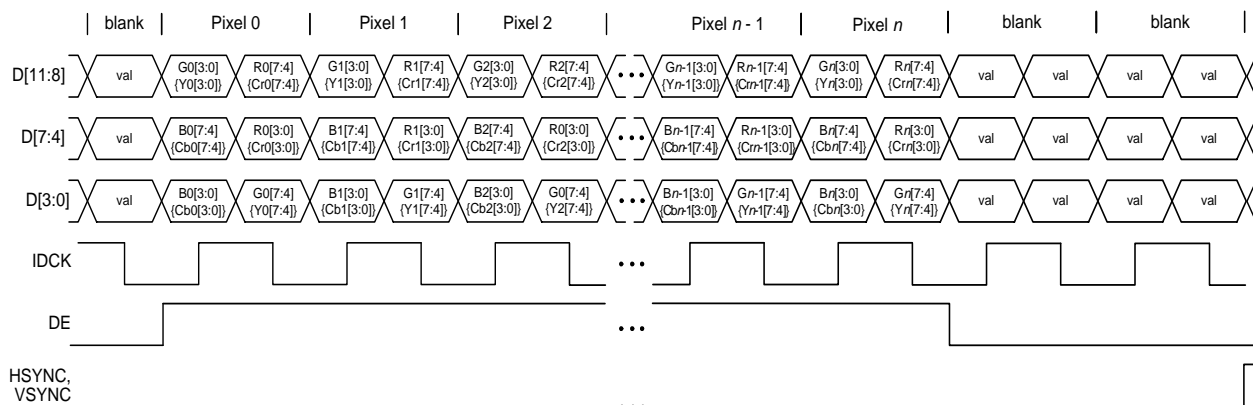 blank Pixel 0 Pixel 1 Pixel 2 Pixel n - 1 Pixel n blank blank
D[11:8] val G0[3:0] R0[7:4] G1[3:0] R1[7:4] G2[3:0] R2[7:4] ••• Gn-1[3:0] Rn-1[7:4] Gn[3:0] Rn[7:4] val val val val
{Y0[3:0]} {Cr0[7:4]} {Y1[3:0]} {Cr1[7:4]} {Y2[3:0]} {Cr2[7:4]} {Yn-1[3:0]} {Crn-1[7:4]} {Yn[3:0]} {Crn[7:4]}
D[7:4] val B0[7:4] R0[3:0] B1[7:4] R1[3:0] B2[7:4] R0[3:0] ••• Bn-1[7:4] Rn-1[3:0] Bn[7:4] Rn[3:0] val val val val
{Cb0[7:4]} {Cr0[3:0]} {Cb1[7:4]} {Cr1[3:0]} {Cb2[7:4]} {Cr2[3:0]} {Cbn-1[7:4]} {Crn-1[3:0]} {Cbn[7:4]} {Crn[3:0]}
D[3:0] val B0[3:0] G0[7:4] B1[3:0] G1[7:4] B2[3:0] G0[7:4] ••• Bn-1[3:0] Gn-1[7:4] Bn[3:0] Gn[7:4] val val val val
{Cb0[3:0]} {Y0[7:4]} {Cb1[3:0]} {Y1[7:4]} {Cb2[3:0]} {Y2[7:4]} {Cbn-1[3:0]} {Yn-1[7:4]} {Cbn[3:0} {Yn[7:4]}
IDCK •••
DE •••
HSYNC,
VSYNC •••